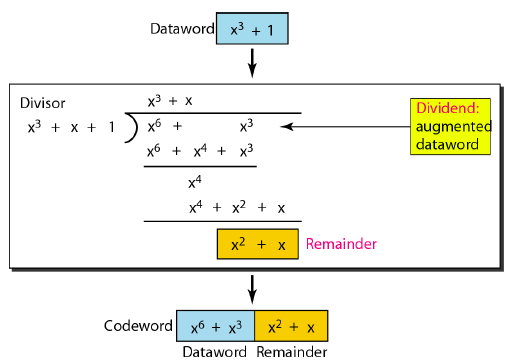 Dataword x³ + 1
Divisor
x³ + x
x³ + x + 1 ) x⁶ + x³
Dividend: augmented dataword
x⁶ + x⁴ + x³
x⁴
x⁴ + x² + x
x² + x Remainder
Codeword x⁶ + x³ x² + x
Dataword Remainder